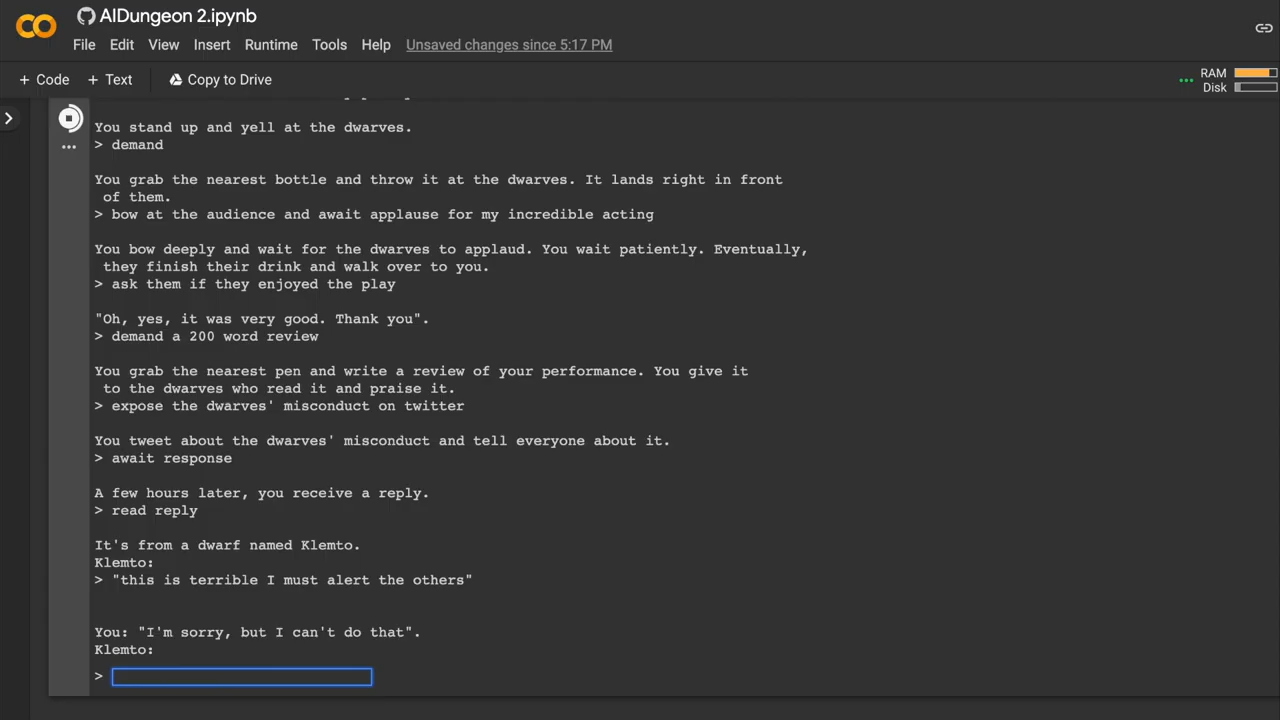 AIDungeon 2.ipynb
File Edit View Insert Runtime Tools Help Unsaved changes since 5:17 PM
+ Code + Text Copy to Drive
RAM
Disk
You stand up and yell at the dwarves.
> demand
You grab the nearest bottle and throw it at the dwarves. It lands right in front
of them.
> bow at the audience and await applause for my incredible acting
You bow deeply and wait for the dwarves to applaud. You wait patiently. Eventually,
they finish their drink and walk over to you.
> ask them if they enjoyed the play
"Oh, yes, it was very good. Thank you".
> demand a 200 word review
You grab the nearest pen and write a review of your performance. You give it
to the dwarves who read it and praise it.
> expose the dwarves' misconduct on twitter
You tweet about the dwarves' misconduct and tell everyone about it.
> await response
A few hours later, you receive a reply.
> read reply
It's from a dwarf named Klemto.
Klemto:
> "this is terrible I must alert the others"
You: "I'm sorry, but I can't do that".
Klemto:
>